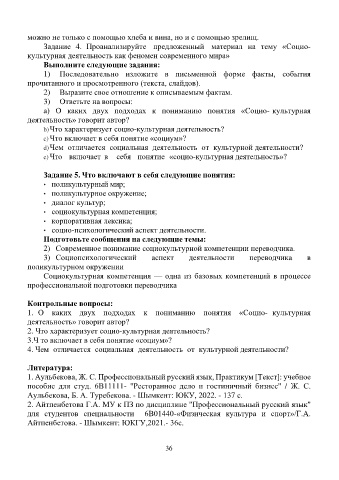 можно не только с помощью хлеба и вина, но и с помощью зрелищ.
Задание 4. Проанализируйте предложенный материал на тему «Социо-
культурная деятельность как феномен современного мира»
Выполните следующие задания:
1) Последовательно изложите в письменной форме факты, события
прочитанного и просмотренного (текста, слайдов).
2) Выразите свое отношение к описываемым фактам.
3) Ответьте на вопросы:
a) О каких двух подходах к пониманию понятия «Социо- культурная
деятельность» говорит автор?
b) Что характеризует социо-культурная деятельность?
c) Что включает в себя понятие «социум»?
d) Чем отличается социальная деятельность от культурной деятельности?
e) Что включает в себя понятие «социо-культурная деятельность»?
Задание 5. Что включают в себя следующие понятия:
• поликультурный мир;
• поликультурное окружение;
• диалог культур;
• социокультурная компетенция;
• корпоративная лексика;
• социо-психологический аспект деятельности.
Подготовьте сообщения на следующие темы:
2) Современное понимание социокультурной компетенции переводчика.
3) Социопсихологический аспект деятельности переводчика в
поликультурном окружении
Социокультурная компетенция — одна из базовых компетенций в процессе
профессиональной подготовки переводчика
Контрольные вопросы:
1. О каких двух подходах к пониманию понятия «Социо- культурная
деятельность» говорит автор?
2. Что характеризует социо-культурная деятельность?
3.Ч то включает в себя понятие «социум»?
4. Чем отличается социальная деятельность от культурной деятельности?
Литература:
1. Аульбекова, Ж. С. Профессиональный русский язык, Практикум [Текст]: учебное
пособие для студ. 6В11111- "Ресторанное дело и гостиничный бизнес" / Ж. С.
Аульбекова, Б. А. Туребекова. - Шымкент: ЮКУ, 2022. - 137 с.
2. Айтпенбетова Г.А. МУ к ПЗ по дисциплине "Профессиональный русский язык"
для студентов специальности 6В01440-«Физическая культура и спорт»/Г.А.
Айтпенбетова. - Шымкент: ЮКГУ,2021.- 36с.
36